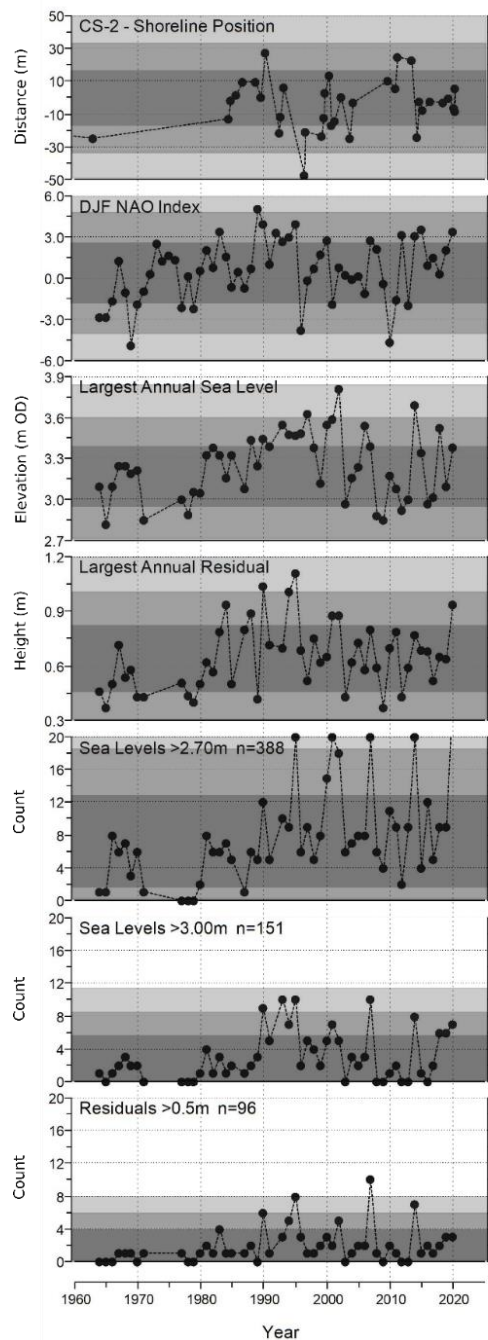 CS-2 - Shoreline Position
Distance (m)
50
30
10
-10
-30
-50
DJF NAO Index
6.0
3.0
0.0
-3.0
-6.0
Largest Annual Sea Level
Elevation (m OD)
3.9
3.6
3.3
3.0
2.7
Largest Annual Residual
Height (m)
1.2
0.9
0.6
0.3
Sea Levels >2.70m n=388
Count
20
16
12
8
4
0
Sea Levels >3.00m n=151
Count
20
16
12
8
4
0
Residuals >0.5m n=96
Count
20
16
12
8
4
0
1960 1970 1980 1990 2000 2010 2020
Year